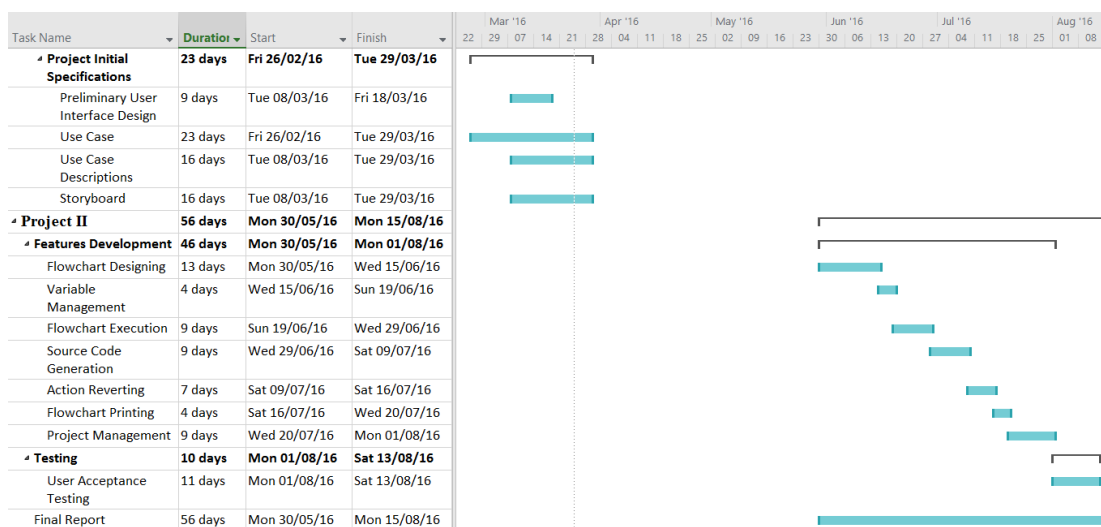 Mar '16 Apr '16 May '16 Jun '16 Jul '16 Aug '16
Task Name Duration Start Finish 22 29 07 14 21 28 04 11 18 25 02 09 16 23 30 06 13 20 27 04 11 18 25 01 08
Project Initial 23 days Fri 26/02/16 Tue 29/03/16
Specifications
Preliminary User 9 days Tue 08/03/16 Fri 18/03/16
Interface Design
Use Case 23 days Fri 26/02/16 Tue 29/03/16
Use Case 16 days Tue 08/03/16 Tue 29/03/16
Descriptions
Storyboard 16 days Tue 08/03/16 Tue 29/03/16
Project II 56 days Mon 30/05/16 Mon 15/08/16
Features Development 46 days Mon 30/05/16 Mon 01/08/16
Flowchart Designing 13 days Mon 30/05/16 Wed 15/06/16
Variable 4 days Wed 15/06/16 Sun 19/06/16
Management
Flowchart Execution 9 days Sun 19/06/16 Wed 29/06/16
Source Code 9 days Wed 29/06/16 Sat 09/07/16
Generation
Action Reverting 7 days Sat 09/07/16 Sat 16/07/16
Flowchart Printing 4 days Sat 16/07/16 Wed 20/07/16
Project Management 9 days Wed 20/07/16 Mon 01/08/16
Testing 10 days Mon 01/08/16 Sat 13/08/16
User Acceptance 11 days Mon 01/08/16 Sat 13/08/16
Testing
Final Report 56 days Mon 30/05/16 Mon 15/08/16